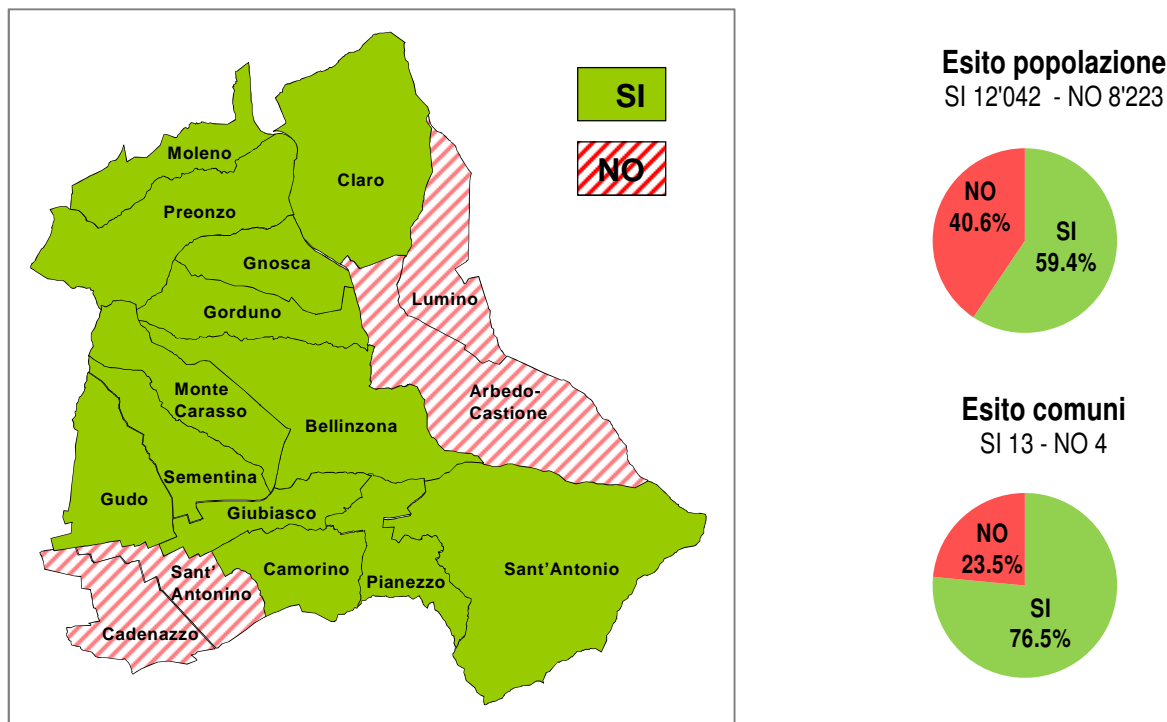 SI
NO
Moleno
Claro
Preonzo
Gnosca
Lumino
Gorduno
Monte
Carasso
Arbedo-
Castione
Bellinzona
Sementina
Gudo
Giubiasco
Sant’
Antonino
Camorino
Pianezzo
Sant’Antonio
Cadenazzo
Esito popolazione
SI 12'042 - NO 8'223
NO
40.6%
SI
59.4%
Esito comuni
SI 13 - NO 4
NO
23.5%
SI
76.5%